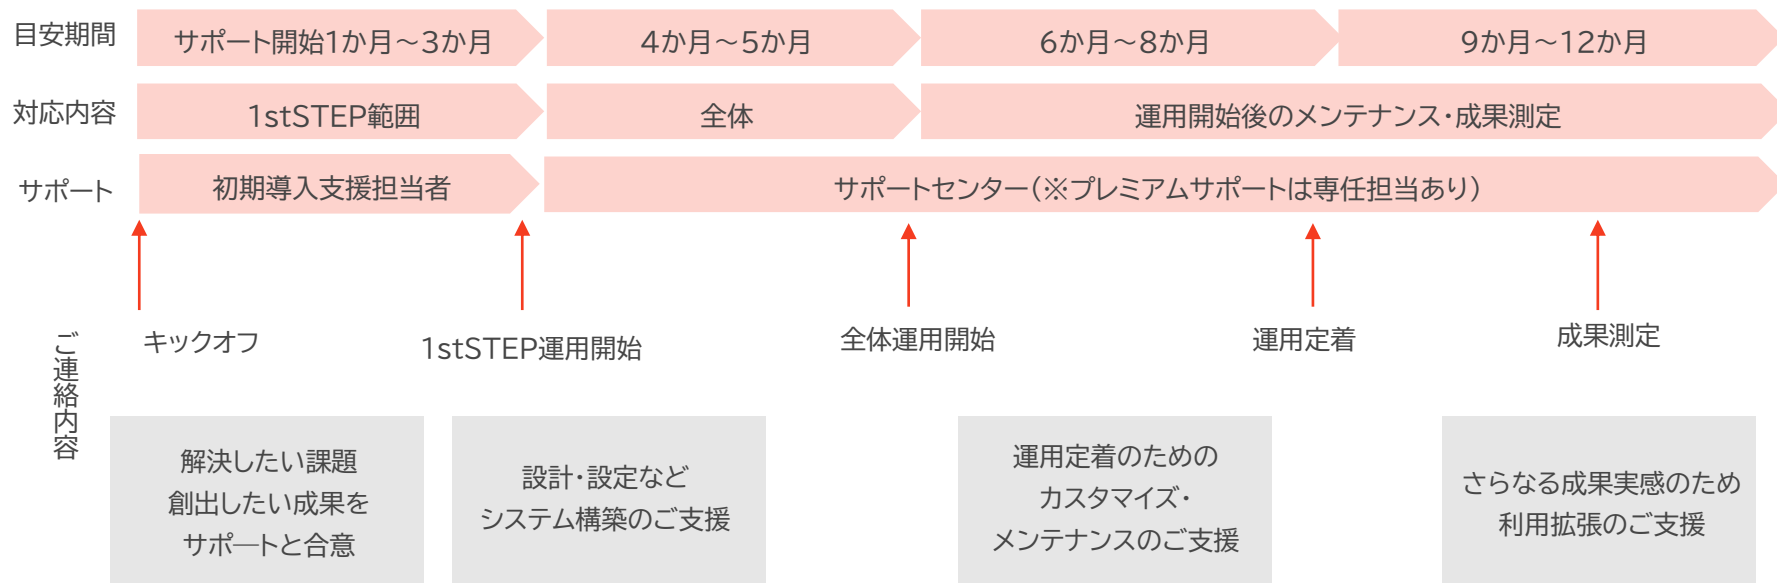 目安期間
サポート開始1か月～3か月
4か月～5か月
6か月～8か月
9か月～12か月
対応内容
1stSTEP範囲
全体
運用開始後のメンテナンス・成果測定
サポート
初期導入支援担当者
サポートセンター(※プレミアムサポートは専任担当あり)
ご連絡内容
キックオフ
1stSTEP運用開始
全体運用開始
運用定着
成果測定
解決したい課題
創出したい成果を
サポ―トと合意
設計・設定など
システム構築のご支援
運用定着のための
カスタマイズ・
メンテナンスのご支援
さらなる成果実感のため
利用拡張のご支援